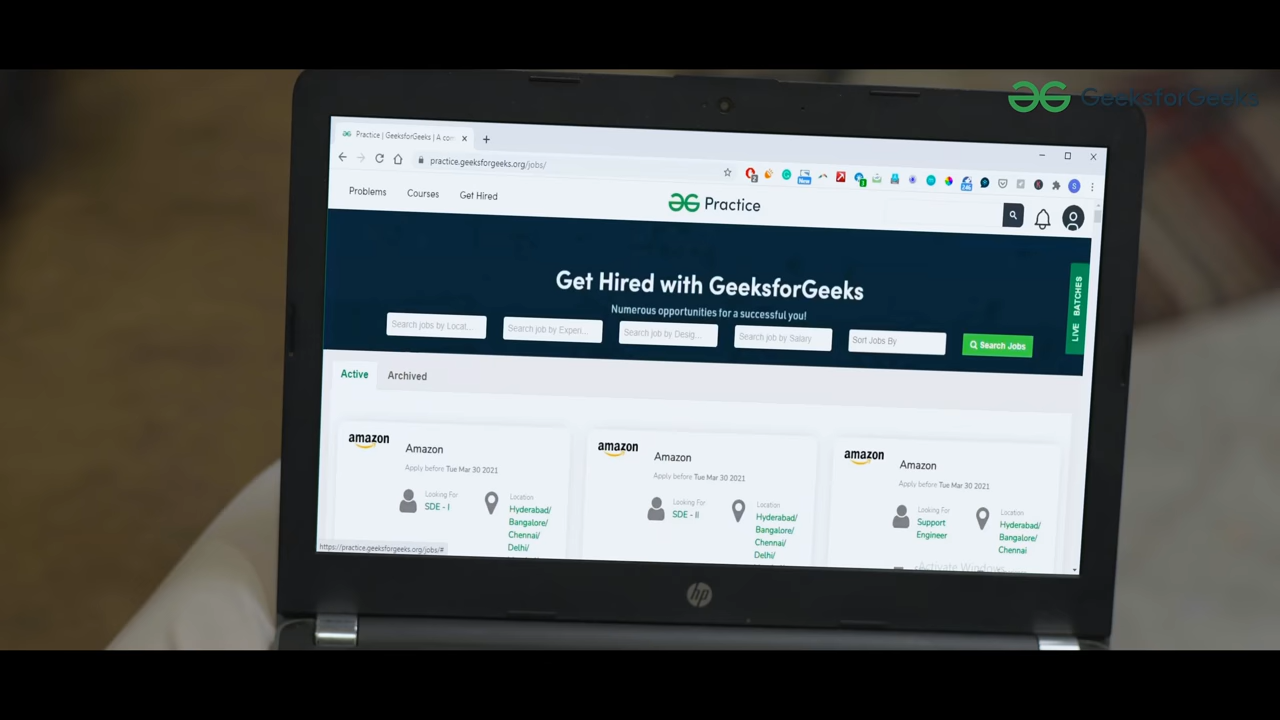 GeeksforGeeks
Practice | GeeksforGeeks | A com
practice.geeksforgeeks.org/jobs/
New
Problems
Courses
Get Hired
Practice
Get Hired with GeeksforGeeks
Numerous opportunities for a successful you!
LIVE BATCHES
Search jobs by Locat...
Search job by Experi...
Search job by Desig...
Search job by Salary
Sort Jobs By
Search Jobs
Active
Archived
amazon
Amazon
Apply before Tue Mar 30 2021
Looking For
SDE - I
Location
Hyderabad/
Bangalore/
Chennai/
Delhi/
amazon
Amazon
Apply before Tue Mar 30 2021
Looking For
SDE - II
Location
Hyderabad/
Bangalore/
Chennai/
Delhi/
amazon
Amazon
Apply before Tue Mar 30 2021
Looking For
Support
Engineer
Location
Hyderabad/
Bangalore/
Chennai
Activate Windows
https://practice.geeksforgeeks.org/jobs/#
hp